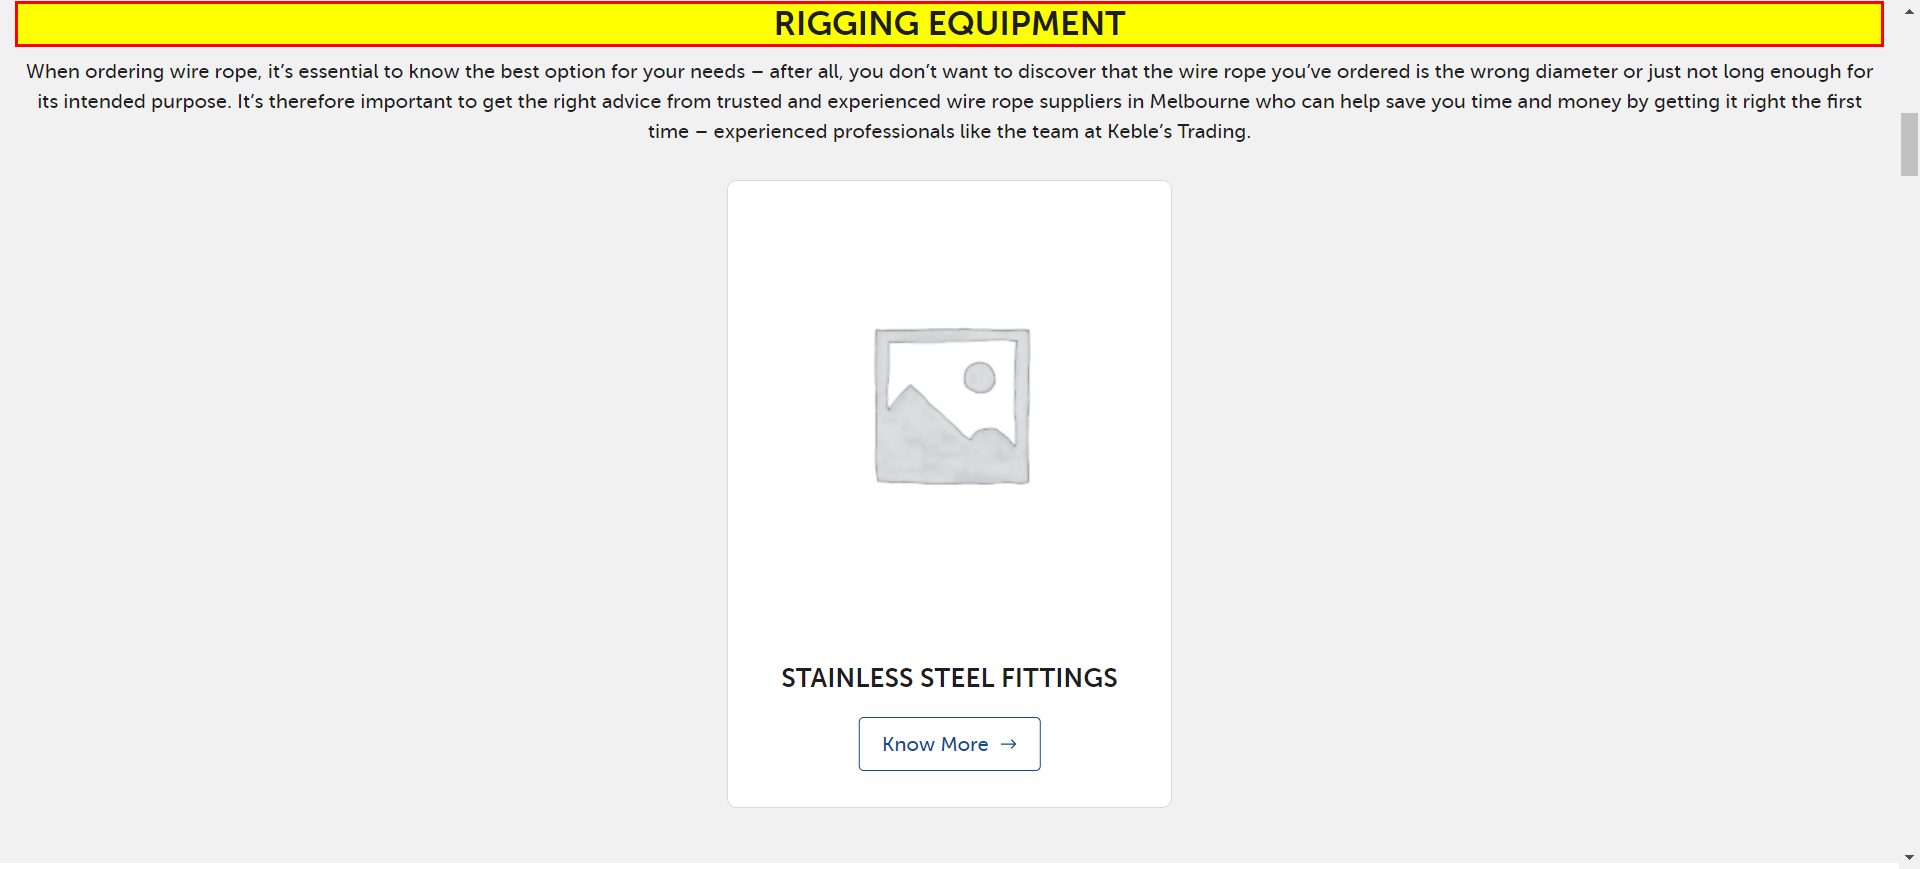 RIGGING EQUIPMENT
When ordering wire rope, it’s essential to know the best option for your needs – after all, you don’t want to discover that the wire rope you’ve ordered is the wrong diameter or just not long enough for
its intended purpose. It’s therefore important to get the right advice from trusted and experienced wire rope suppliers in Melbourne who can help save you time and money by getting it right the first
time – experienced professionals like the team at Keble’s Trading.
STAINLESS STEEL FITTINGS
Know More →